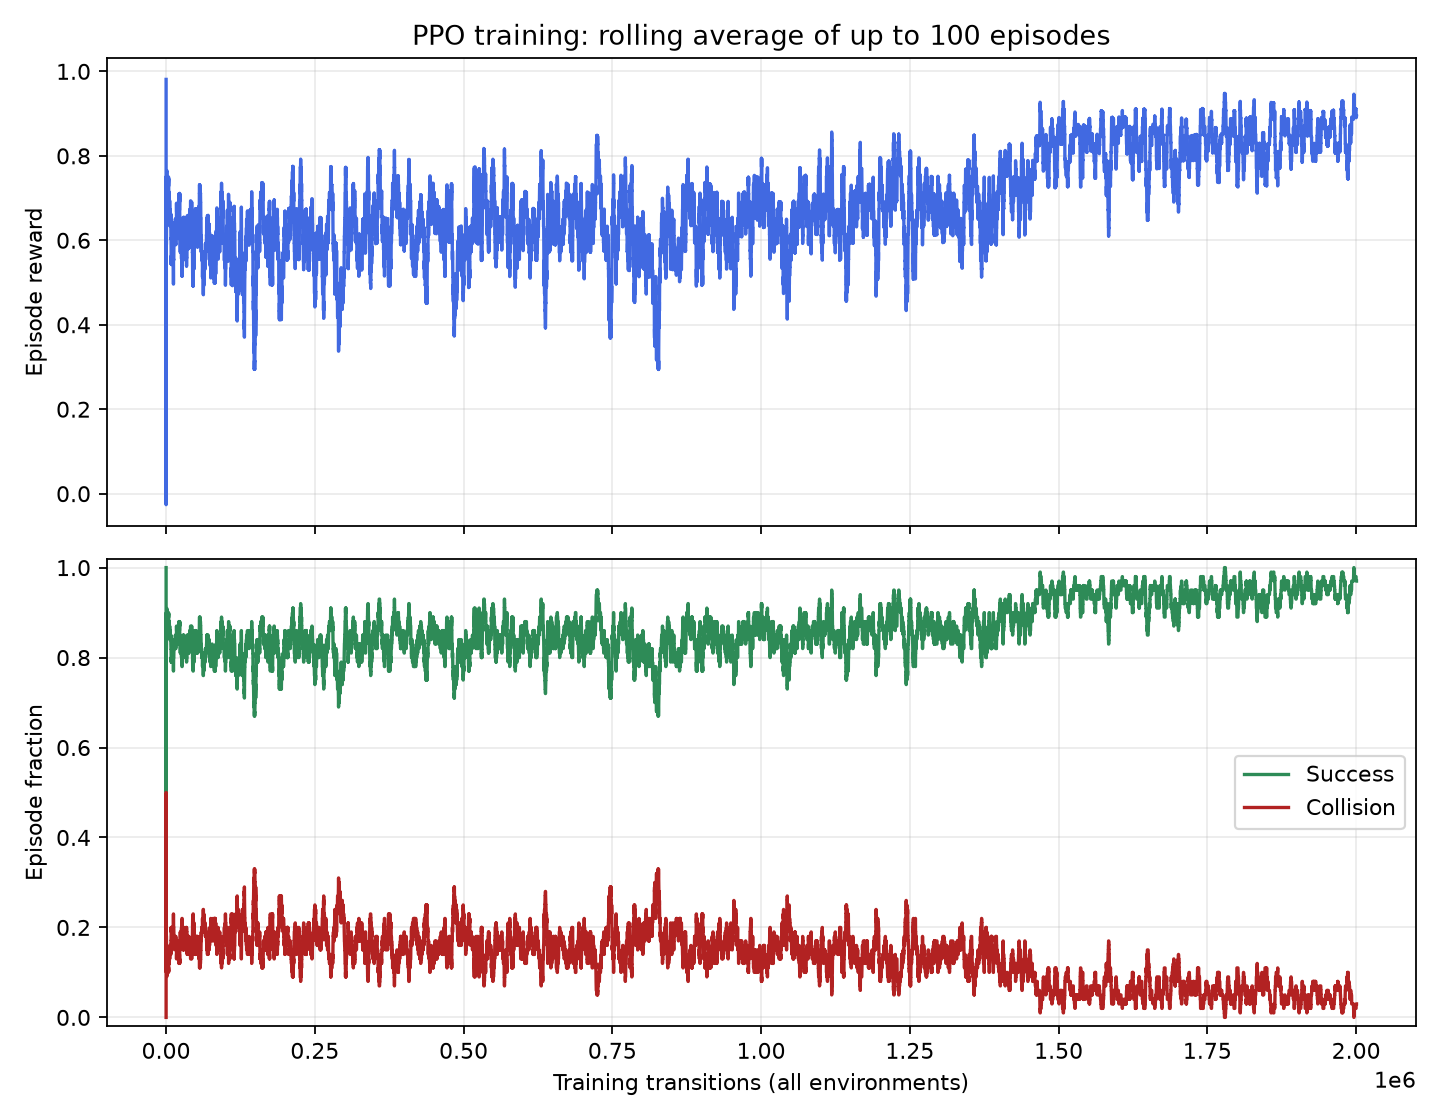 PPO training: rolling average of up to 100 episodes
1.0
0.8
0.6
0.4
0.2
0.0
Episode reward
1.0
0.8
0.6
0.4
0.2
0.0
Episode fraction
Success
Collision
0.00 0.25 0.50 0.75 1.00 1.25 1.50 1.75 2.00
1e6
Training transitions (all environments)